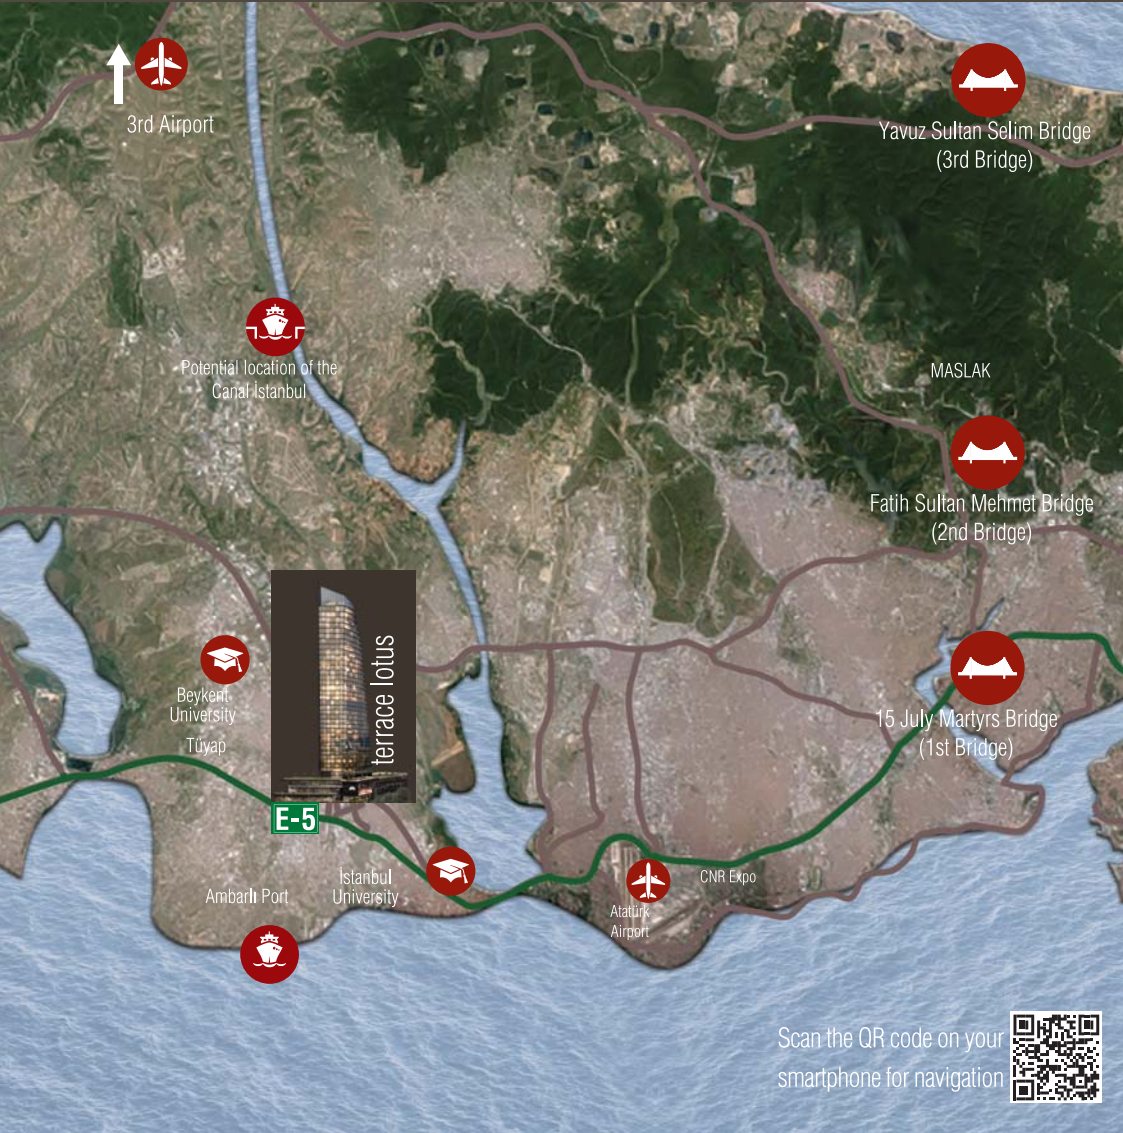 3rd Airport
Yavuz Sultan Selim Bridge
(3rd Bridge)
Potential location of the
Canal İstanbul
MASLAK
Fatih Sultan Mehmet Bridge
(2nd Bridge)
terrace lotus
Beykent
University
Tüyap
15 July Martyrs Bridge
(1st Bridge)
E-5
İstanbul
University
Ambarlı Port
CNR Expo
Atatürk
Airport
Scan the QR code on your
smartphone for navigation